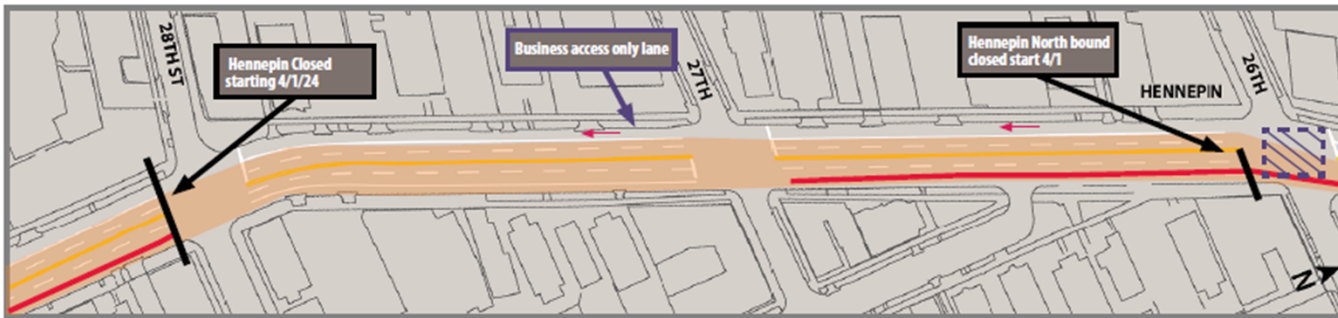 28TH ST
Hennepin Closed
starting 4/1/24
Business access only lane
27TH
Hennepin North bound
closed start 4/1
HENNEPIN
26TH
N